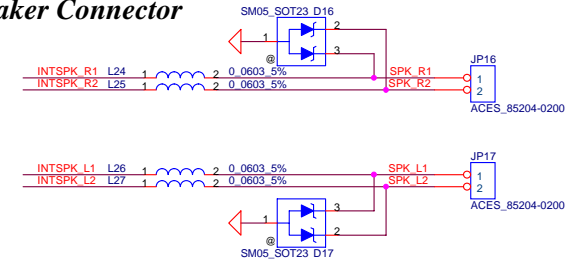 aker Connector
SM05_SOT23 D16
2
1
3
@
JP16
INTSPK_R1 L24 1 2 0_0603_5% SPK_R1 1
INTSPK_R2 L25 1 2 0_0603_5% SPK_R2 2
ACES_85204-0200
JP17
INTSPK_L1 L26 1 2 0_0603_5% SPK_L1 1
INTSPK_L2 L27 1 2 0_0603_5% SPK_L2 2
ACES_85204-0200
3
1
2
@
SM05_SOT23 D17